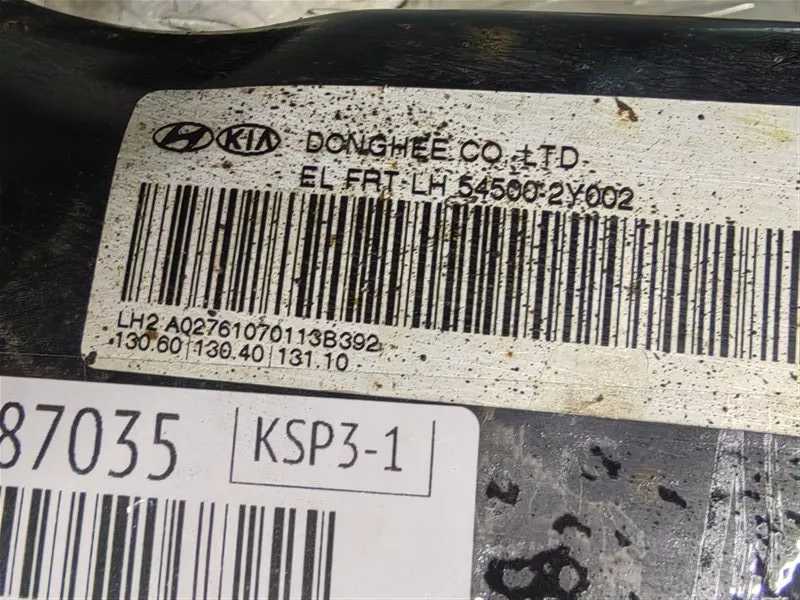 KIA DONGHEE CO.,LTD
EL FRT LH 54500-2Y002
LH2 A02761070113B392
130.60|130.40|131.10
87035
KSP3-1